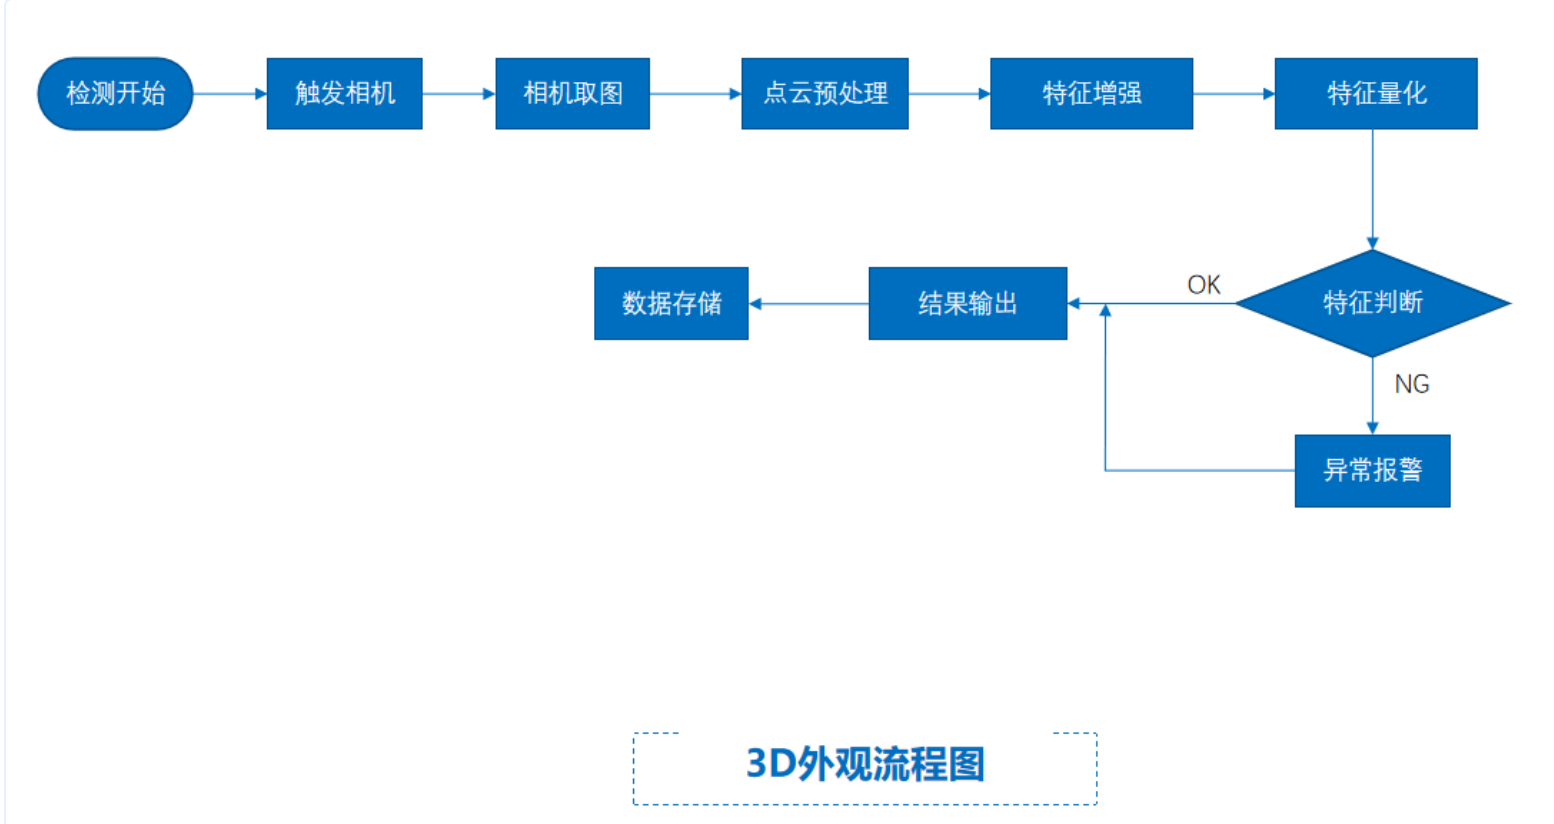 检测开始
触发相机
相机取图
点云预处理
特征增强
特征量化
数据存储
结果输出
OK
特征判断
NG
异常报警
3D外观流程图